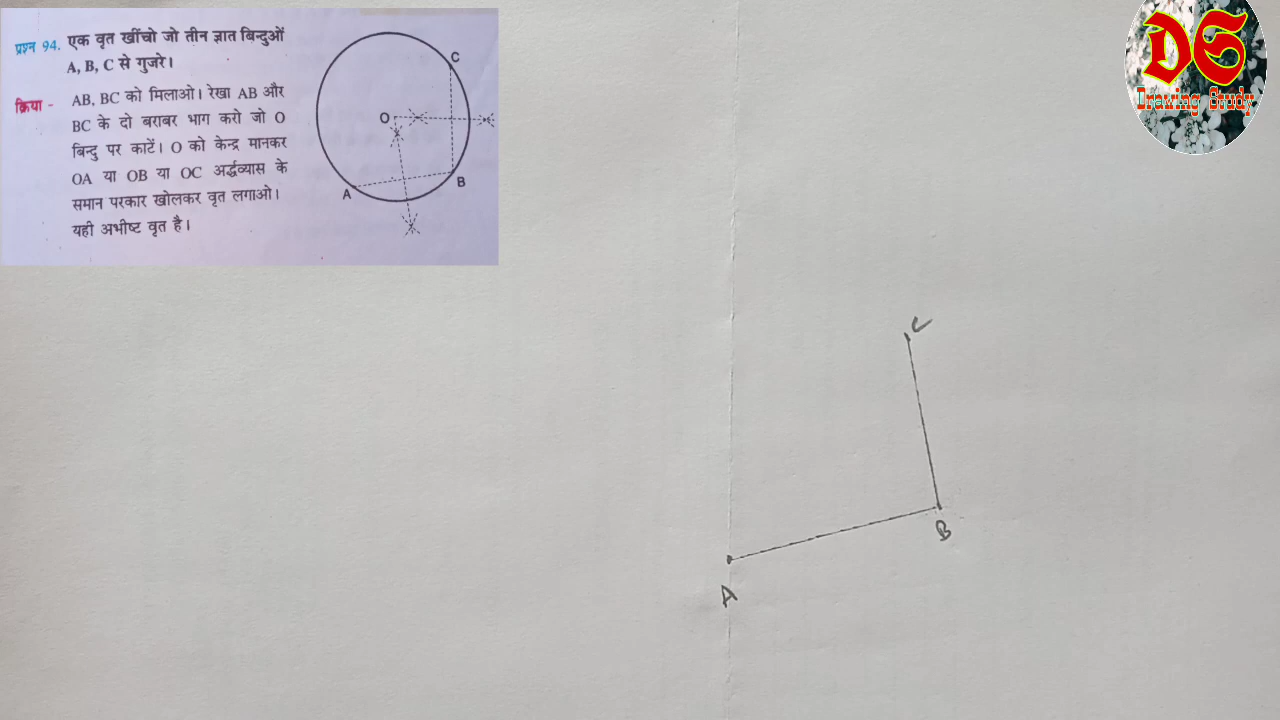 प्रश्न 94. एक वृत खींचो जो तीन ज्ञात बिन्दुओं
A, B, C से गुजरे।
क्रिया - AB, BC को मिलाओ। रेखा AB और
BC के दो बराबर भाग करो जो O
बिन्दु पर काटें। O को केन्द्र मानकर
OA या OB या OC अर्द्धव्यास के
समान परकार खोलकर वृत लगाओ।
यही अभीष्ट वृत है।
C
O
B
A
DS
Drawing Study
C
B
A